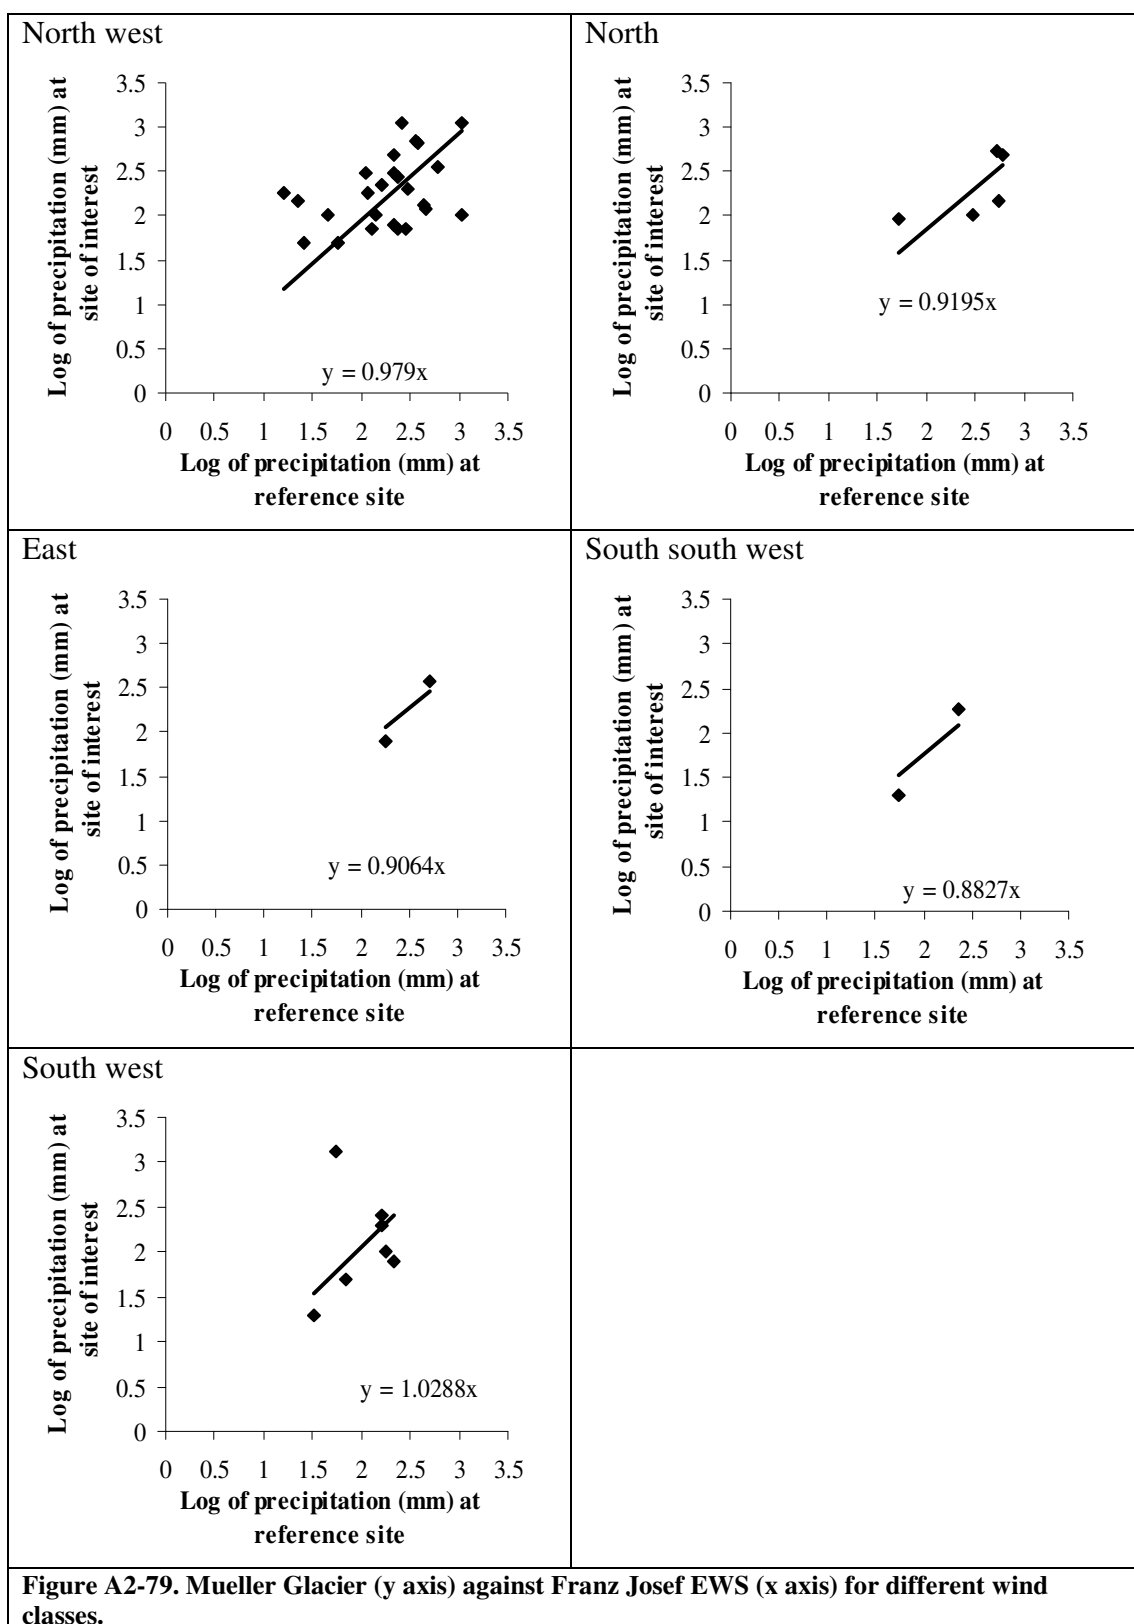 North west
Log of precipitation (mm) at
site of interest
3.5
3
2.5
2
1.5
1
0.5
0
y = 0.979x
0 0.5 1 1.5 2 2.5 3 3.5
Log of precipitation (mm) at
reference site
North
Log of precipitation (mm) at
site of interest
3.5
3
2.5
2
1.5
1
0.5
0
y = 0.9195x
0 0.5 1 1.5 2 2.5 3 3.5
Log of precipitation (mm) at
reference site
East
Log of precipitation (mm) at
site of interest
3.5
3
2.5
2
1.5
1
0.5
0
y = 0.9064x
0 0.5 1 1.5 2 2.5 3 3.5
Log of precipitation (mm) at
reference site
South south west
Log of precipitation (mm) at
site of interest
3.5
3
2.5
2
1.5
1
0.5
0
y = 0.8827x
0 0.5 1 1.5 2 2.5 3 3.5
Log of precipitation (mm) at
reference site
South west
Log of precipitation (mm) at
site of interest
3.5
3
2.5
2
1.5
1
0.5
0
y = 1.0288x
0 0.5 1 1.5 2 2.5 3 3.5
Log of precipitation (mm) at
reference site
Figure A2-79. Mueller Glacier (y axis) against Franz Josef EWS (x axis) for different wind
classes.